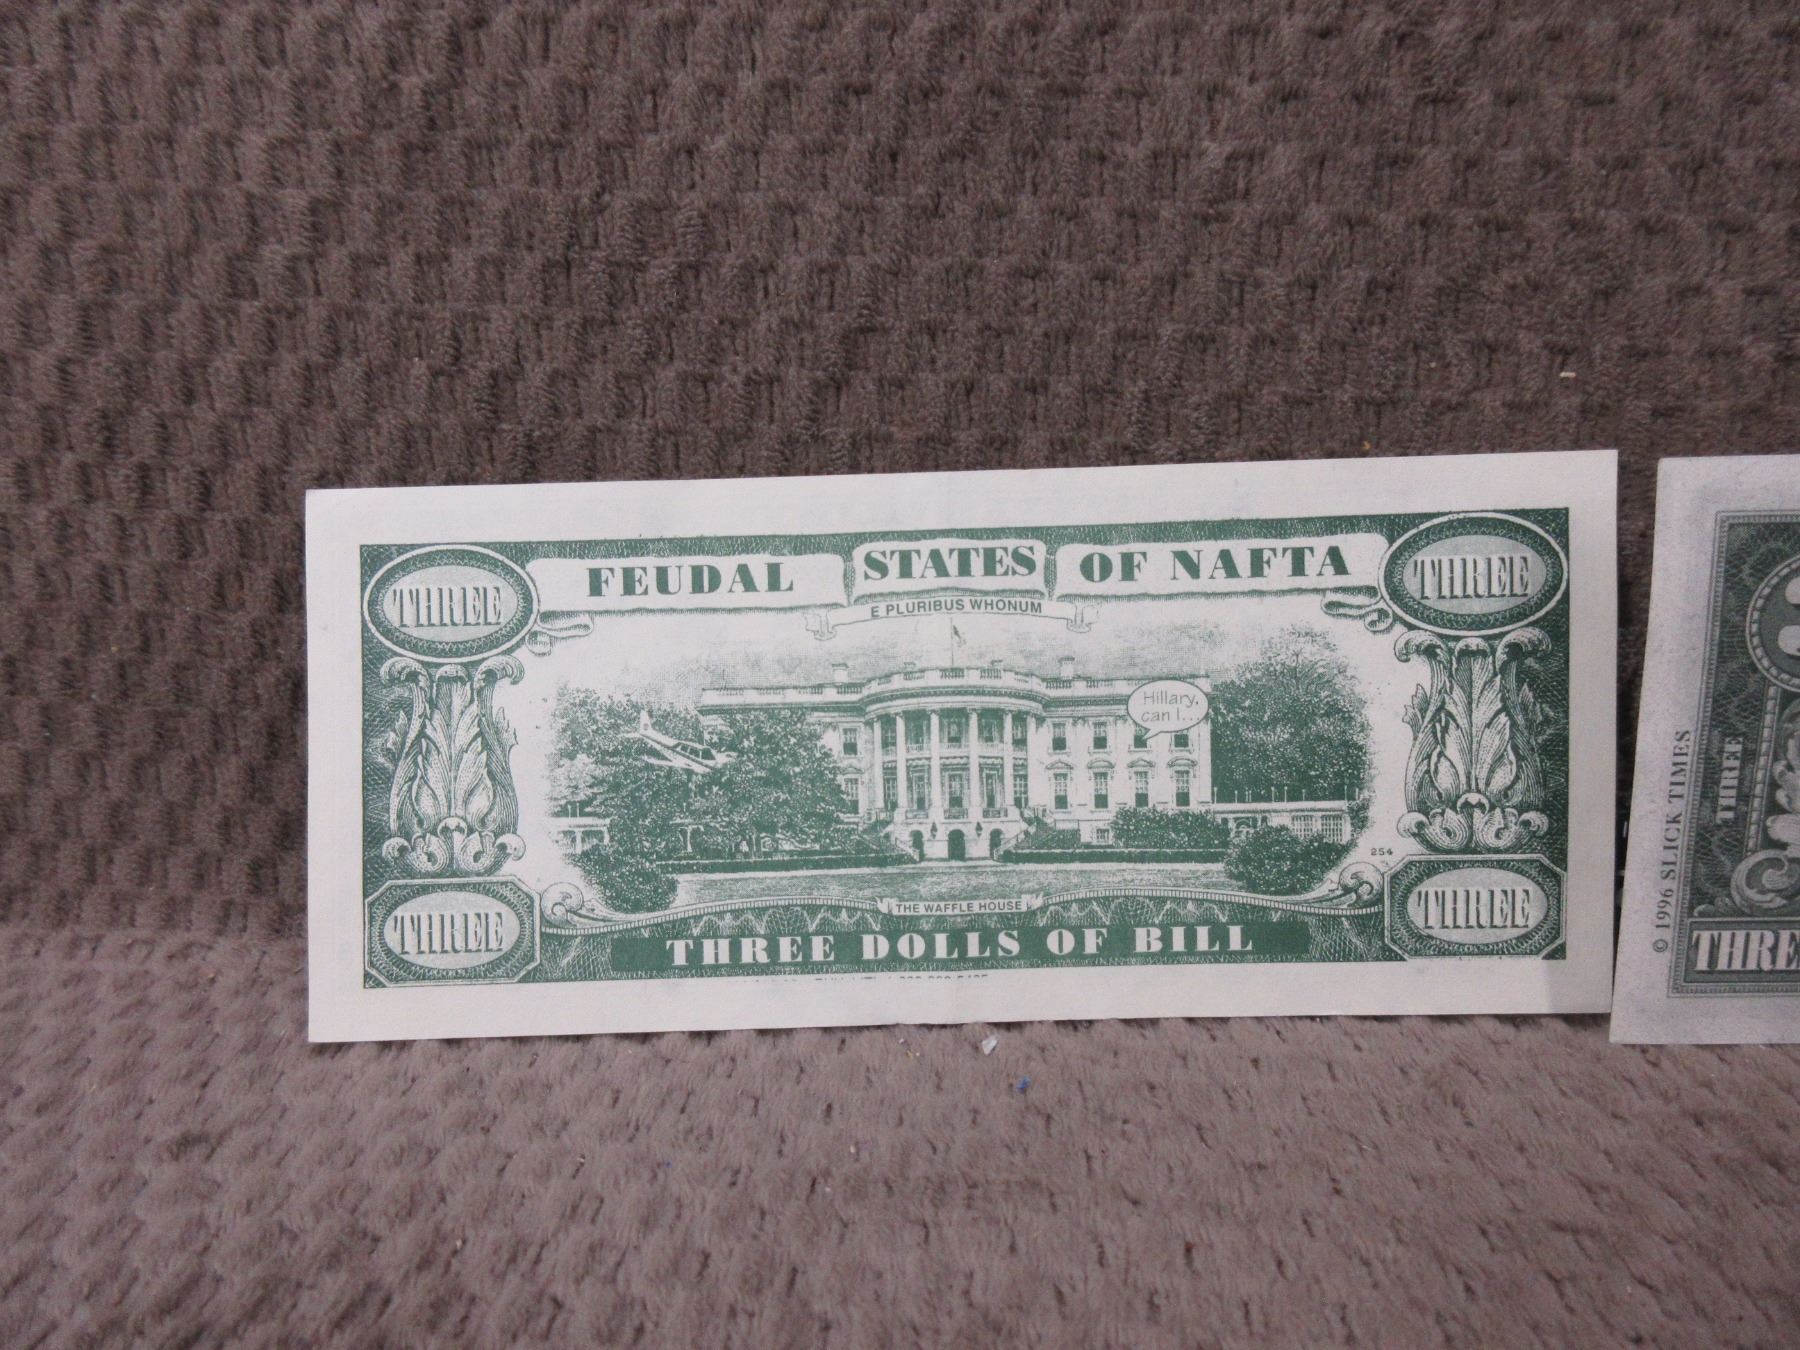 THREE
FEUDAL STATES OF NAFTA
THREE
E PLURIBUS WHONUM
Hillary,
can I...
254
THREE
THE WAFFLE HOUSE
THREE
THREE DOLLS OF BILL
© 1996 SLICK TIMES
THREE
THRE